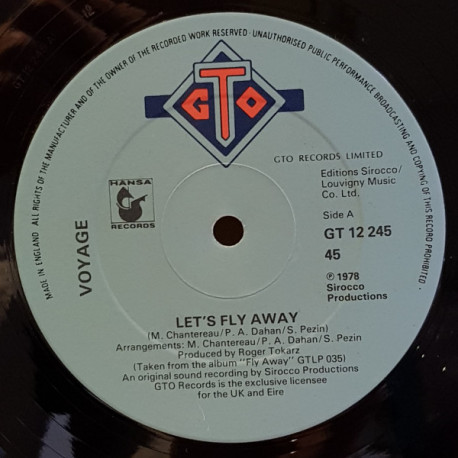 ALL RIGHTS OF THE MANUFACTURER AND OF THE OWNER OF THE RECORDED WORK RESERVED · UNAUTHORISED PUBLIC PERFORMANCE BROADCASTING AND COPYING OF THIS RECORD PROHIBITED ·
MADE IN ENGLAND
GTO
GTO RECORDS LIMITED
HANSA
RECORDS
VOYAGE
Editions Sirocco/
Louvigny Music
Co. Ltd.
Side A
GT 12 245
45
℗ 1978
Sirocco
Productions
LET'S FLY AWAY
(M. Chantereau/P. A. Dahan/S. Pezin)
Arrangements: M. Chantereau/P. A. Dahan/S. Pezin
Produced by Roger Tokarz
(Taken from the album "Fly Away" GTLP 035)
An original sound recording by Sirocco Productions
GTO Records is the exclusive licensee
for the UK and Eire